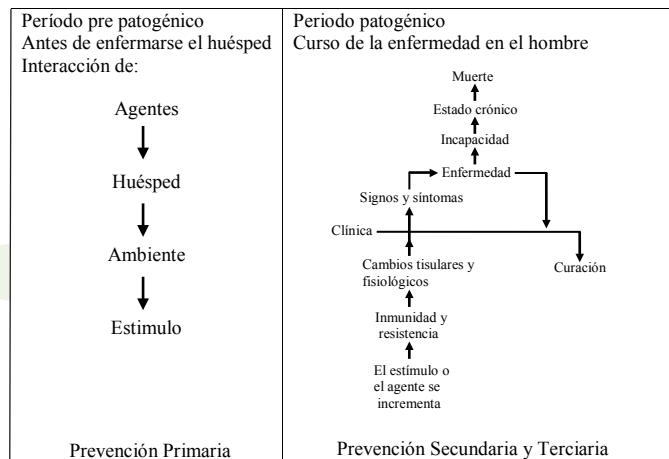 Período pre patogénico
Antes de enfermarse el huésped
Interacción de:
Agentes
Huésped
Ambiente
Estimulo
Prevención Primaria
Periodo patogénico
Curso de la enfermedad en el hombre
Muerte
Estado crónico
Incapacidad
Enfermedad
Signos y síntomas
Clínica
Cambios tisulares y
fisiológicos
Curación
Inmunidad y
resistencia
El estímulo o
el agente se
incrementa
Prevención Secundaria y Terciaria